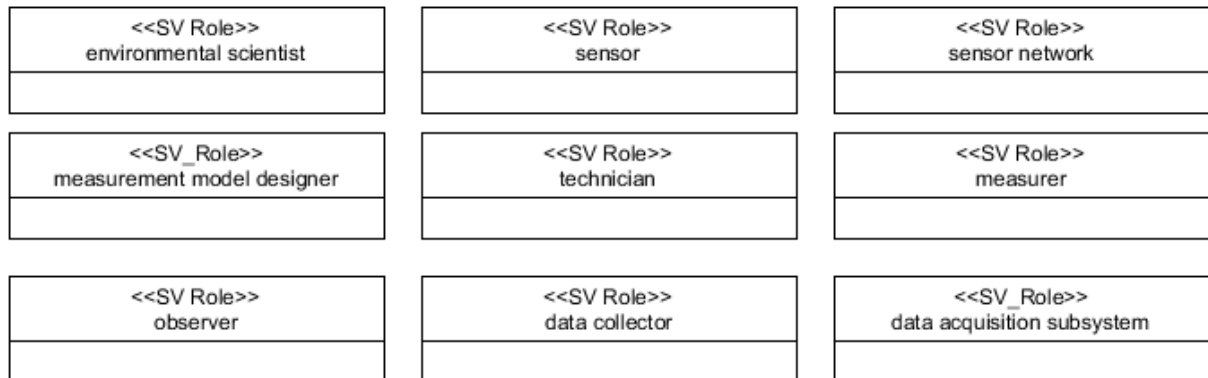 <<SV Role>>
environmental scientist
<<SV Role>>
sensor
<<SV Role>>
sensor network
<<SV_Role>>
measurement model designer
<<SV Role>>
technician
<<SV Role>>
measurer
<<SV Role>>
observer
<<SV Role>>
data collector
<<SV_Role>>
data acquisition subsystem